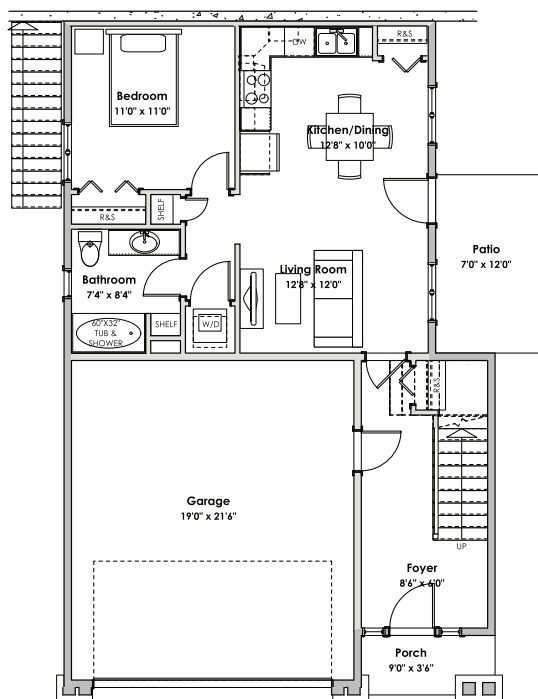 R&S
DW
Bedroom
11'0" x 11'0"
Kitchen/Dining
12'8" x 10'0"
R&S
SHELF
Patio
7'0" x 12'0"
Living Room
12'8" x 12'0"
Bathroom
7'4" x 8'4"
60"X32"
TUB &
SHOWER
SHELF
W/D
R&S
Garage
19'0" x 21'6"
UP
Foyer
8'6" x 6'0"
Porch
9'0" x 3'6"